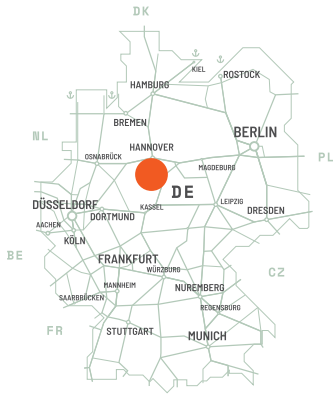 DK
KIEL
ROSTOCK
HAMBURG
BREMEN
BERLIN
NL
HANNOVER
OSNABRÜCK
PL
MAGDEBURG
DE
DÜSSELDORF
KASSEL
LEIPZIG
DORTMUND
DRESDEN
AACHEN
KÖLN
BE
FRANKFURT
WÜRZBURG
CZ
MANNHEIM
NUREMBERG
SAARBRÜCKEN
REGENSBURG
FR
STUTTGART
MUNICH